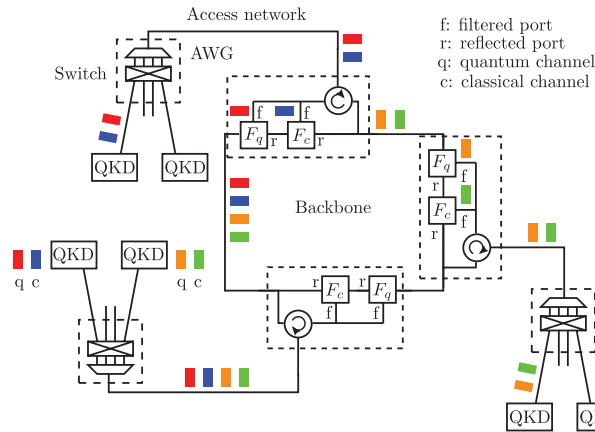 Access network
f: filtered port
r: reflected port
q: quantum channel
c: classical channel
AWG
Switch
f f
F_q r F_c r
QKD QKD
F_q
f
r
F_c
f
r
Backbone
QKD QKD
q c q c
r F_c r F_q
f f
QKD QK